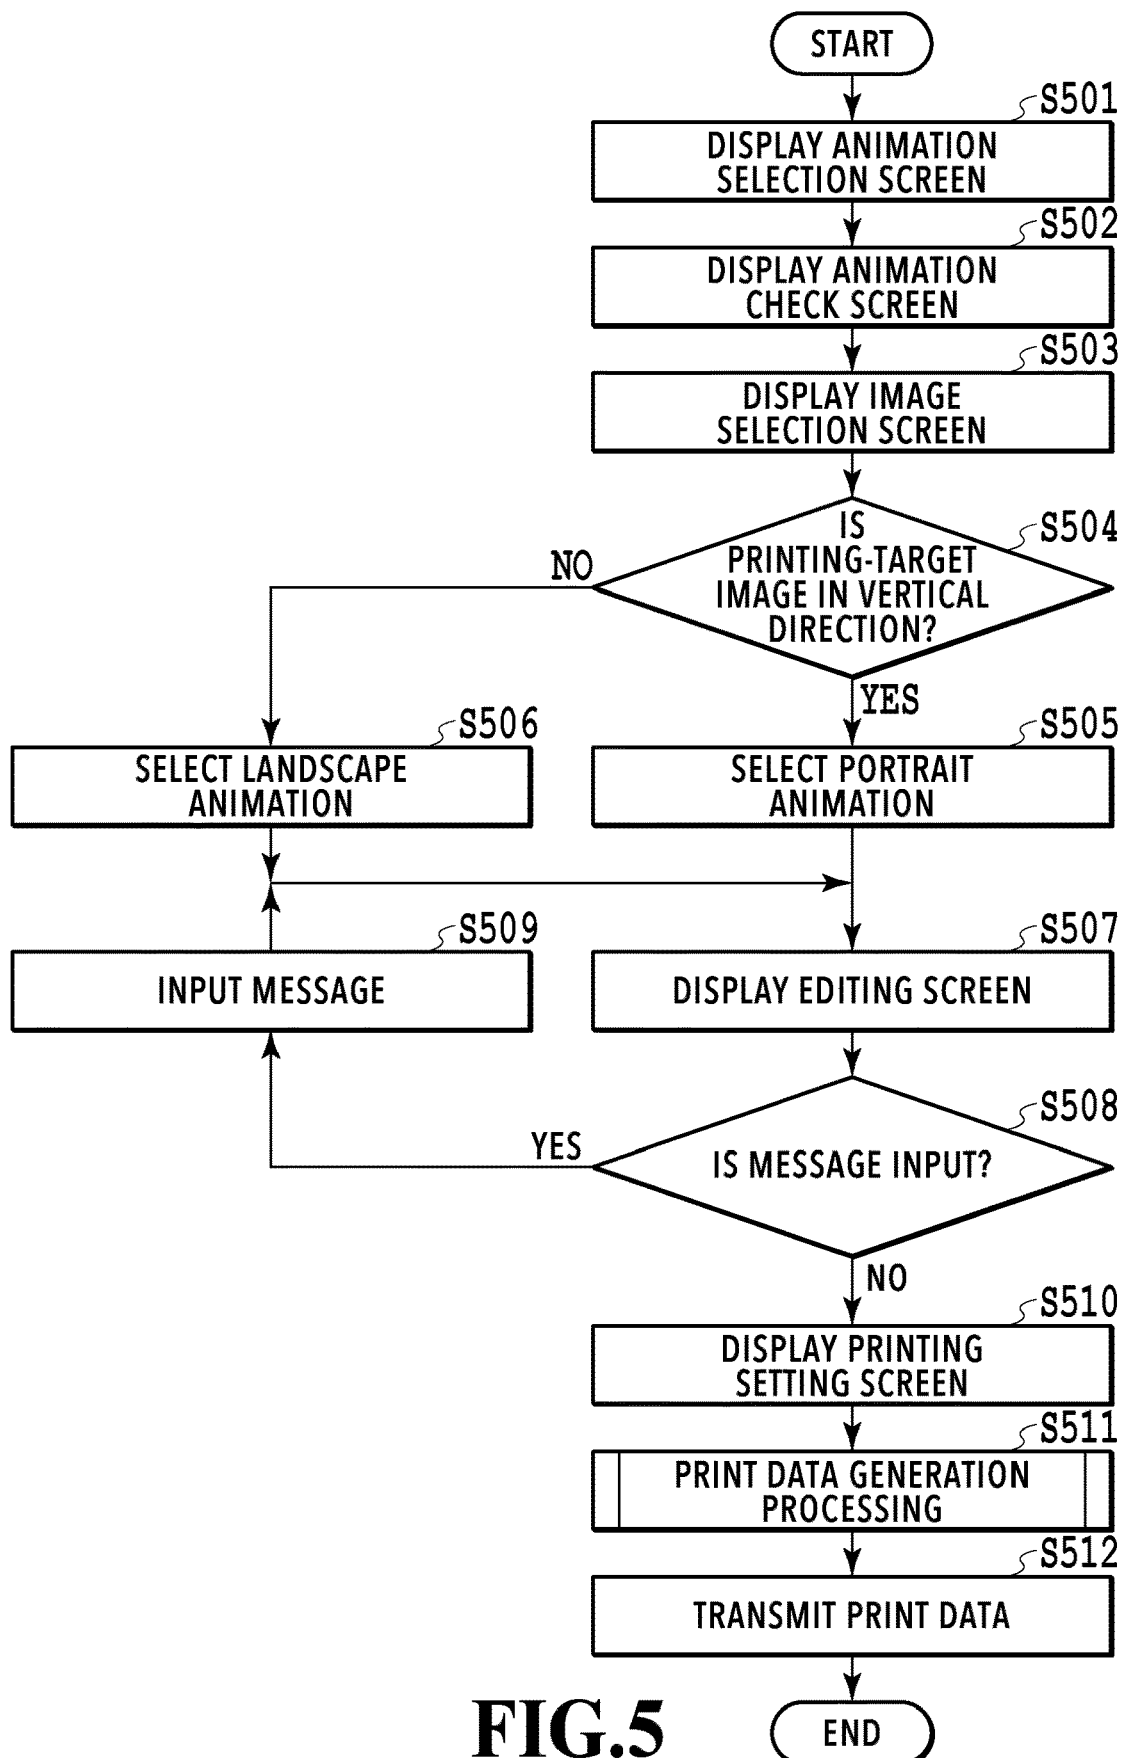 START
S501
DISPLAY ANIMATION
SELECTION SCREEN
S502
DISPLAY ANIMATION
CHECK SCREEN
S503
DISPLAY IMAGE
SELECTION SCREEN
S504
IS
PRINTING-TARGET
IMAGE IN VERTICAL
DIRECTION?
NO
YES
S506
SELECT LANDSCAPE
ANIMATION
S505
SELECT PORTRAIT
ANIMATION
S509
INPUT MESSAGE
S507
DISPLAY EDITING SCREEN
S508
IS MESSAGE INPUT?
YES
NO
S510
DISPLAY PRINTING
SETTING SCREEN
S511
PRINT DATA GENERATION
PROCESSING
S512
TRANSMIT PRINT DATA
END
FIG.5